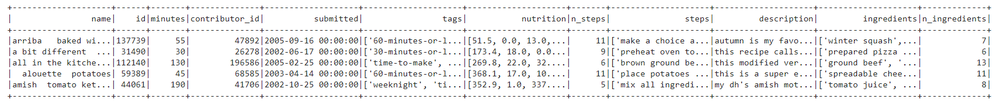 +--------------------+------+-------+--------------+-------------------+--------------------+--------------------+-------+--------------------+--------------------+--------------------+-------------+
|                name|    id|minutes|contributor_id|          submitted|                tags|           nutrition|n_steps|               steps|         description|         ingredients|n_ingredients|
+--------------------+------+-------+--------------+-------------------+--------------------+--------------------+-------+--------------------+--------------------+--------------------+-------------+
|arriba   baked wi...|137739|     55|         47892|2005-09-16 00:00:00|['60-minutes-or-l...|[51.5, 0.0, 13.0,...|     11|['make a choice a...|autumn is my favo...|['winter squash',...|            7|
|a bit different  ...| 31490|     30|         26278|2002-06-17 00:00:00|['30-minutes-or-l...|[173.4, 18.0, 0.0...|      9|['preheat oven to...|this recipe calls...|['prepared pizza ...|            6|
|all in the kitche...|112140|    130|        196586|2005-02-25 00:00:00|['time-to-make', ...|[269.8, 22.0, 32....|      6|['brown ground be...|this modified ver...|['ground beef', '...|           13|
|  alouette  potatoes| 59389|     45|         68585|2003-04-14 00:00:00|['60-minutes-or-l...|[368.1, 17.0, 10....|     11|['place potatoes ...|this is a super e...|['spreadable chee...|           11|
|amish  tomato ket...| 44061|    190|         41706|2002-10-25 00:00:00|['weeknight', 'ti...|[352.9, 1.0, 337....|      5|['mix all ingredi...|my dh's amish mot...|['tomato juice', ...|            8|
+--------------------+------+-------+--------------+-------------------+--------------------+--------------------+-------+--------------------+--------------------+--------------------+-------------+